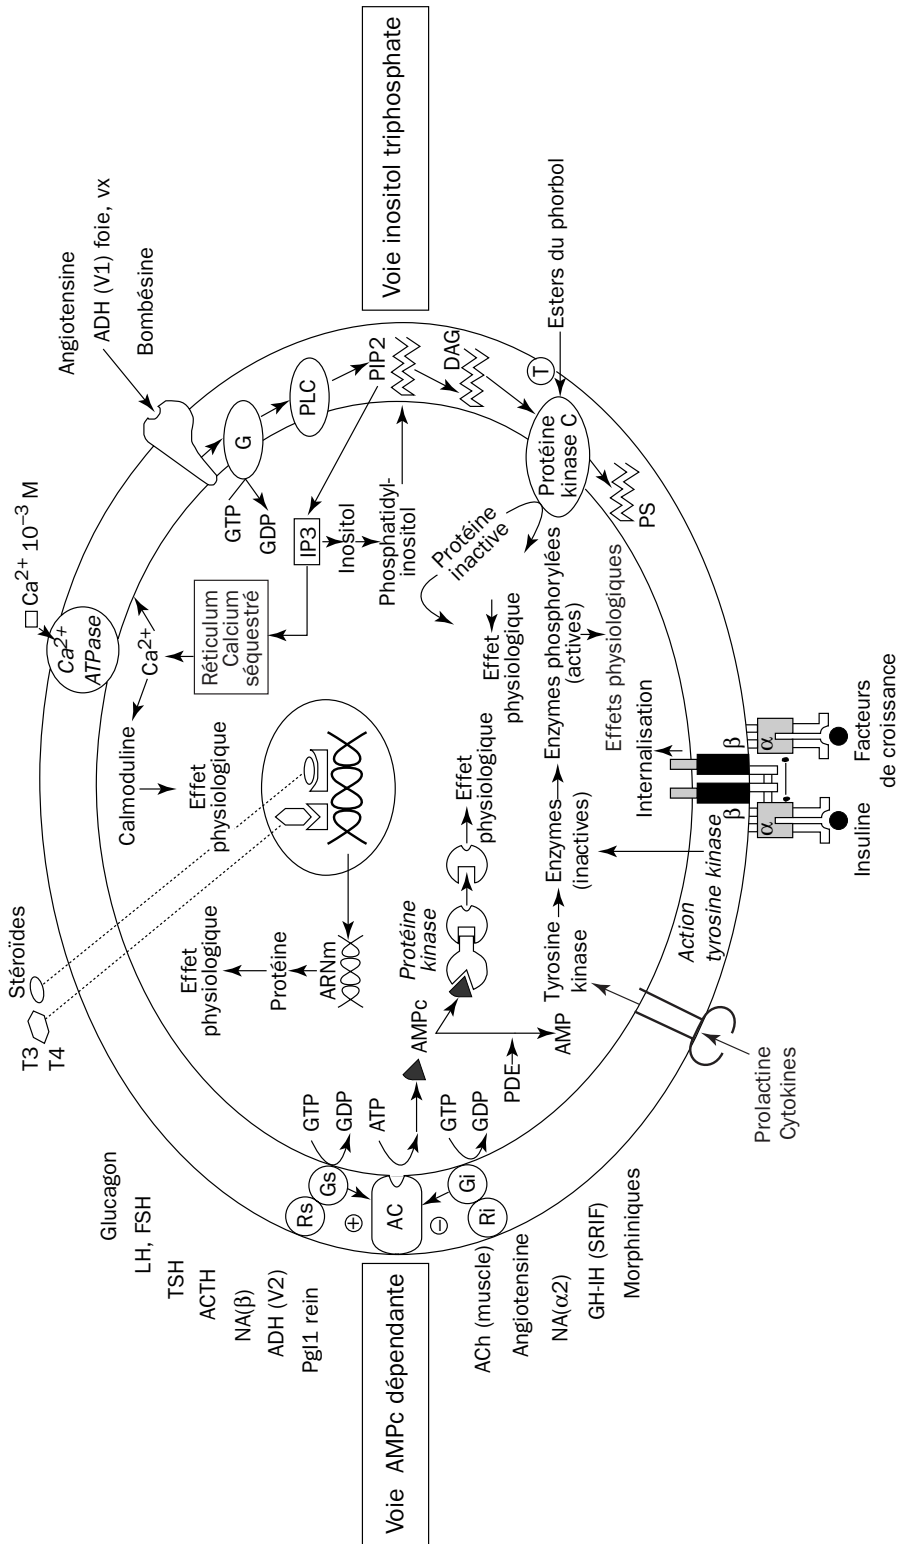 Voie AMPc dépendante
Voie inositol triphosphate
Glucagon
LH, FSH
TSH
ACTH
NA(β)
ADH (V2)
PgI1 rein
Rs
Gs
+
AC
−
Gi
Ri
ACh (muscle)
Angiotensine
NA(α2)
GH-IH (SRIF)
Morphiniques
GTP
GDP
ATP
GTP
GDP
AMPc
PDE
AMP
Protéine
kinase
Effet
physiologique
T3
T4
Stéroïdes
ARNm
Protéine
Effet
physiologique
Calmoduline
Effet
physiologique
Ca2+
Ca2+
ATPase
Ca2+ 10−3 M
Réticulum
Calcium
séquestré
Angiotensine
ADH (V1) foie, vx
Bombésine
G
GTP
GDP
PLC
PIP2
IP3
Inositol
Phosphatidyl-
inositol
DAG
T
Esters du phorbol
Protéine
kinase C
PS
Protéine
inactive
Effet
physiologique
Tyrosine
kinase
Enzymes
(inactives)
Enzymes phosphorylées
(actives)
Effets physiologiques
Internalisation
Action
tyrosine kinase
Prolactine
Cytokines
β
β
α
α
Insuline
Facteurs
de croissance